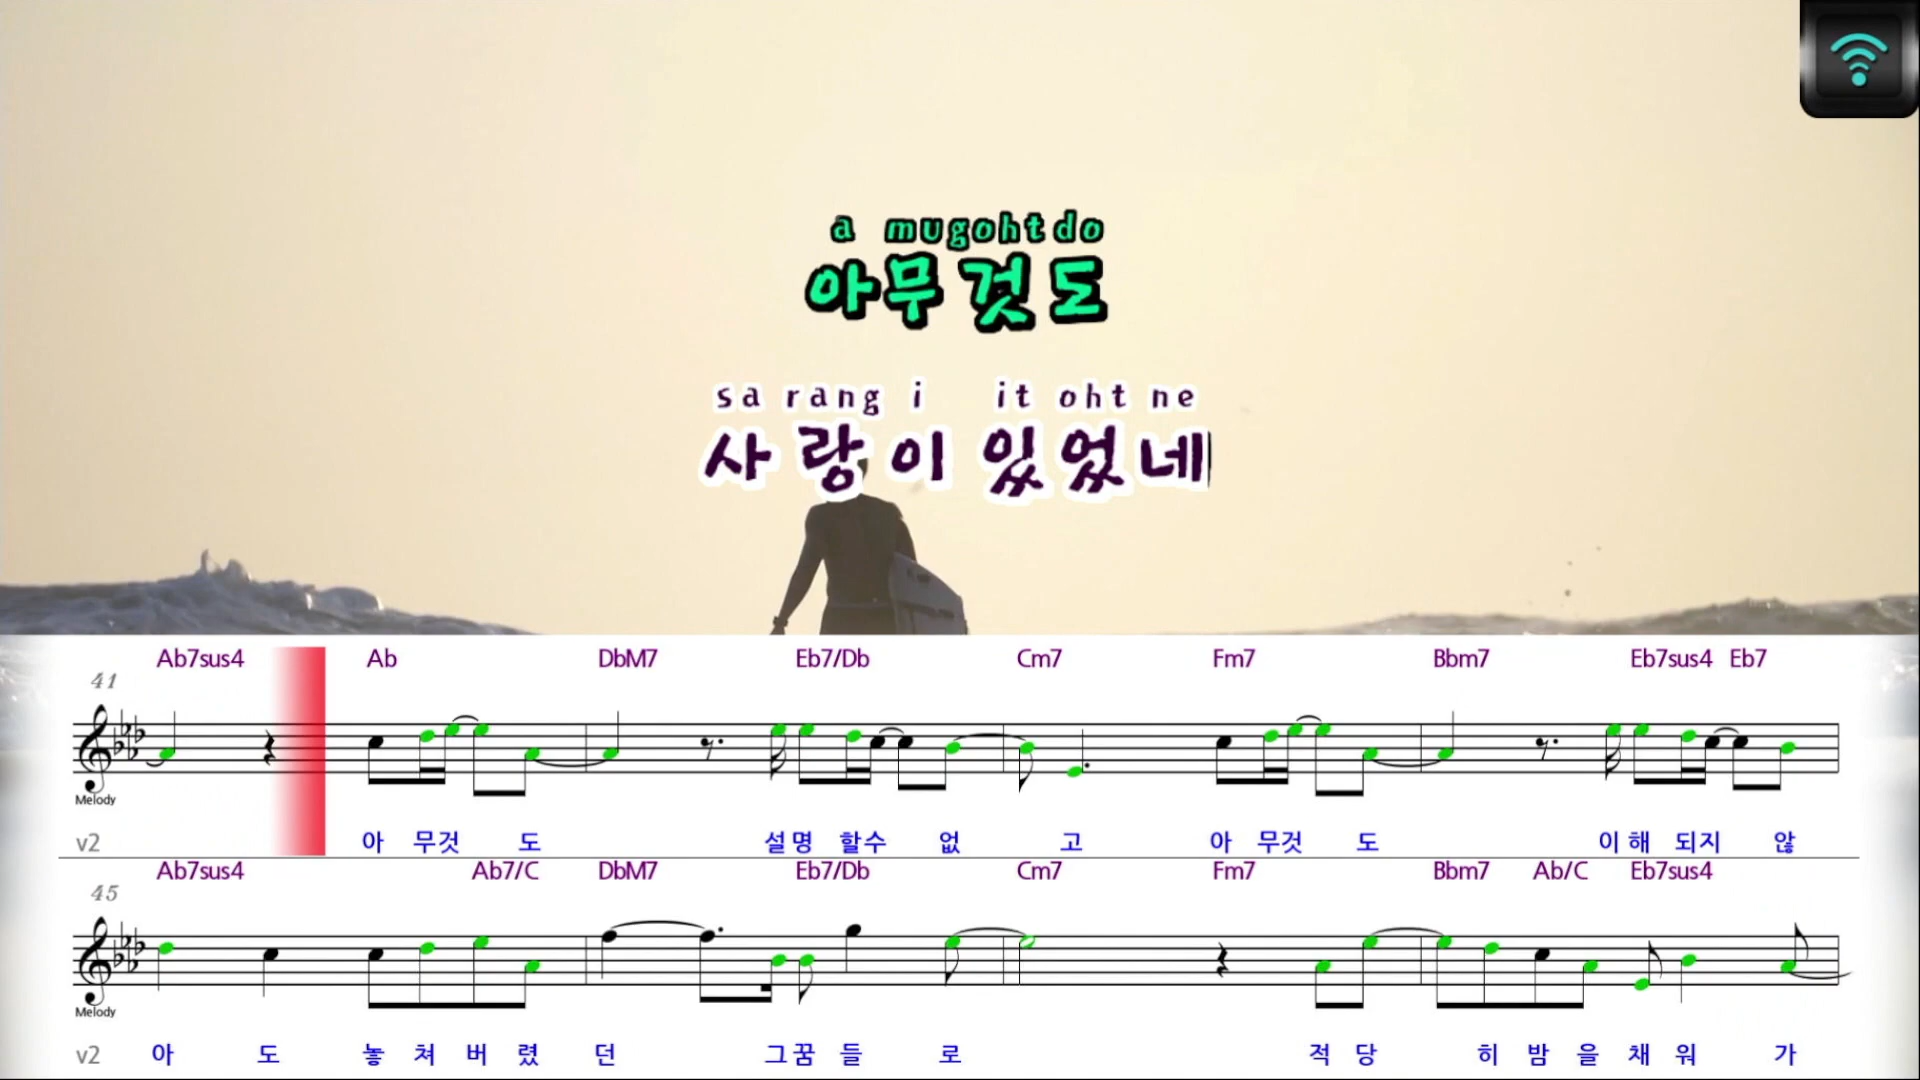 a mugohtdo
아무것도
sa rang i it oht ne
사랑이 있었네
Ab7sus4 Ab DbM7 Eb7/Db Cm7 Fm7 Bbm7 Eb7sus4 Eb7
41
Melody
v2 아 무것 도 설명 할수 없 고 아 무것 도 이해 되지 않
Ab7sus4 Ab7/C DbM7 Eb7/Db Cm7 Fm7 Bbm7 Ab/C Eb7sus4
45
Melody
v2 아 도 놓 쳐 버 렸 던 그꿈 들 로 적 당 히 밤 을 채 워 가